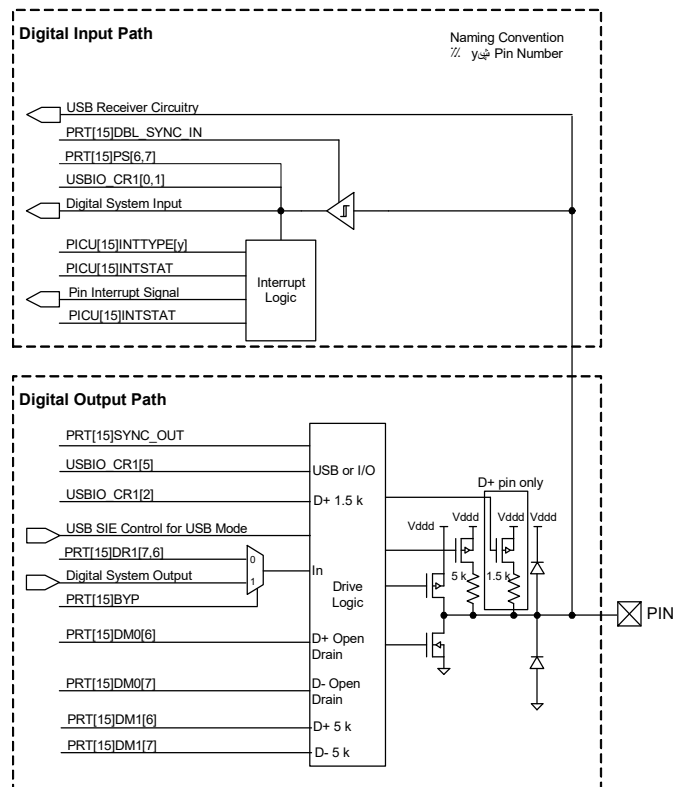 Digital Input Path
Naming Convention
Pin Number
USB Receiver Circuitry
PRT[15]DBL_SYNC_IN
PRT[15]PS[6,7]
USBIO_CR1[0,1]
Digital System Input
PICU[15]INTTYPE[y]
PICU[15]INTSTAT
Pin Interrupt Signal
PICU[15]INTSTAT
Interrupt
Logic
Digital Output Path
PRT[15]SYNC_OUT
USBIO_CR1[5]
USBIO_CR1[2]
USB SIE Control for USB Mode
PRT[15]DR1[7,6]
Digital System Output
PRT[15]BYP
PRT[15]DM0[6]
PRT[15]DM0[7]
PRT[15]DM1[6]
PRT[15]DM1[7]
0
1
USB or I/O
D+ 1.5 k
In
Drive
Logic
D+ Open
Drain
D- Open
Drain
D+ 5 k
D- 5 k
D+ pin only
Vddd
Vddd
Vddd
Vddd
5 k
1.5 k
PIN